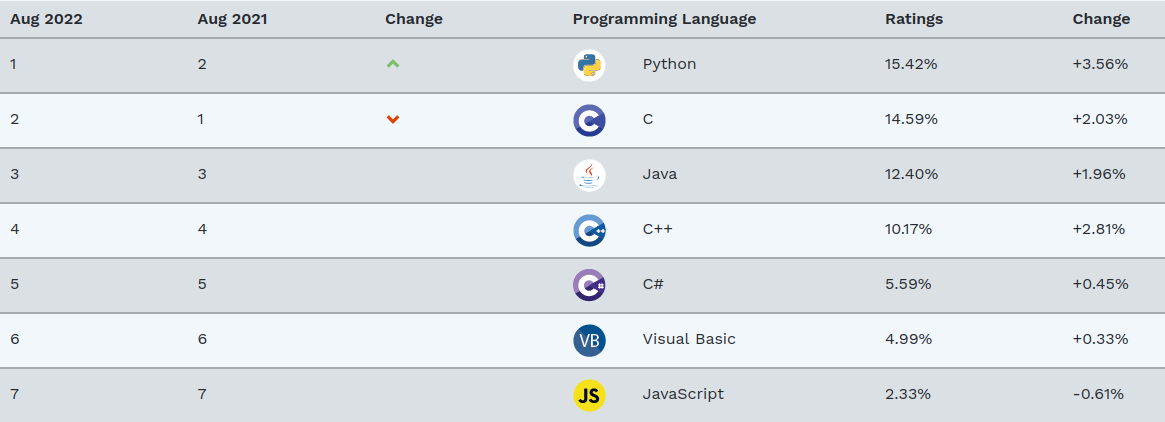 Aug 2022 Aug 2021 Change Programming Language Ratings Change
1 2 Python 15.42% +3.56%
2 1 C 14.59% +2.03%
3 3 Java 12.40% +1.96%
4 4 C++ 10.17% +2.81%
5 5 C# 5.59% +0.45%
6 6 VB Visual Basic 4.99% +0.33%
7 7 JS JavaScript 2.33% -0.61%